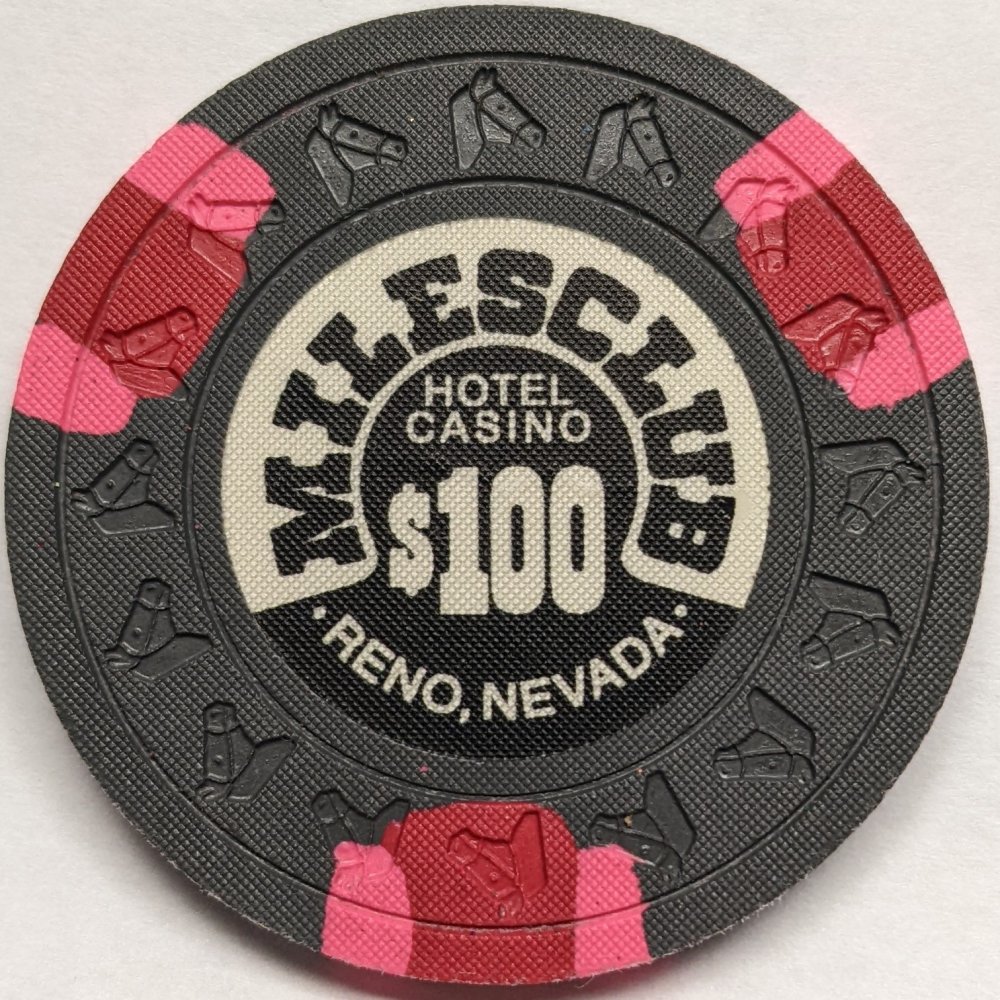 MILES CLUB
HOTEL
CASINO
$100
• RENO, NEVADA •